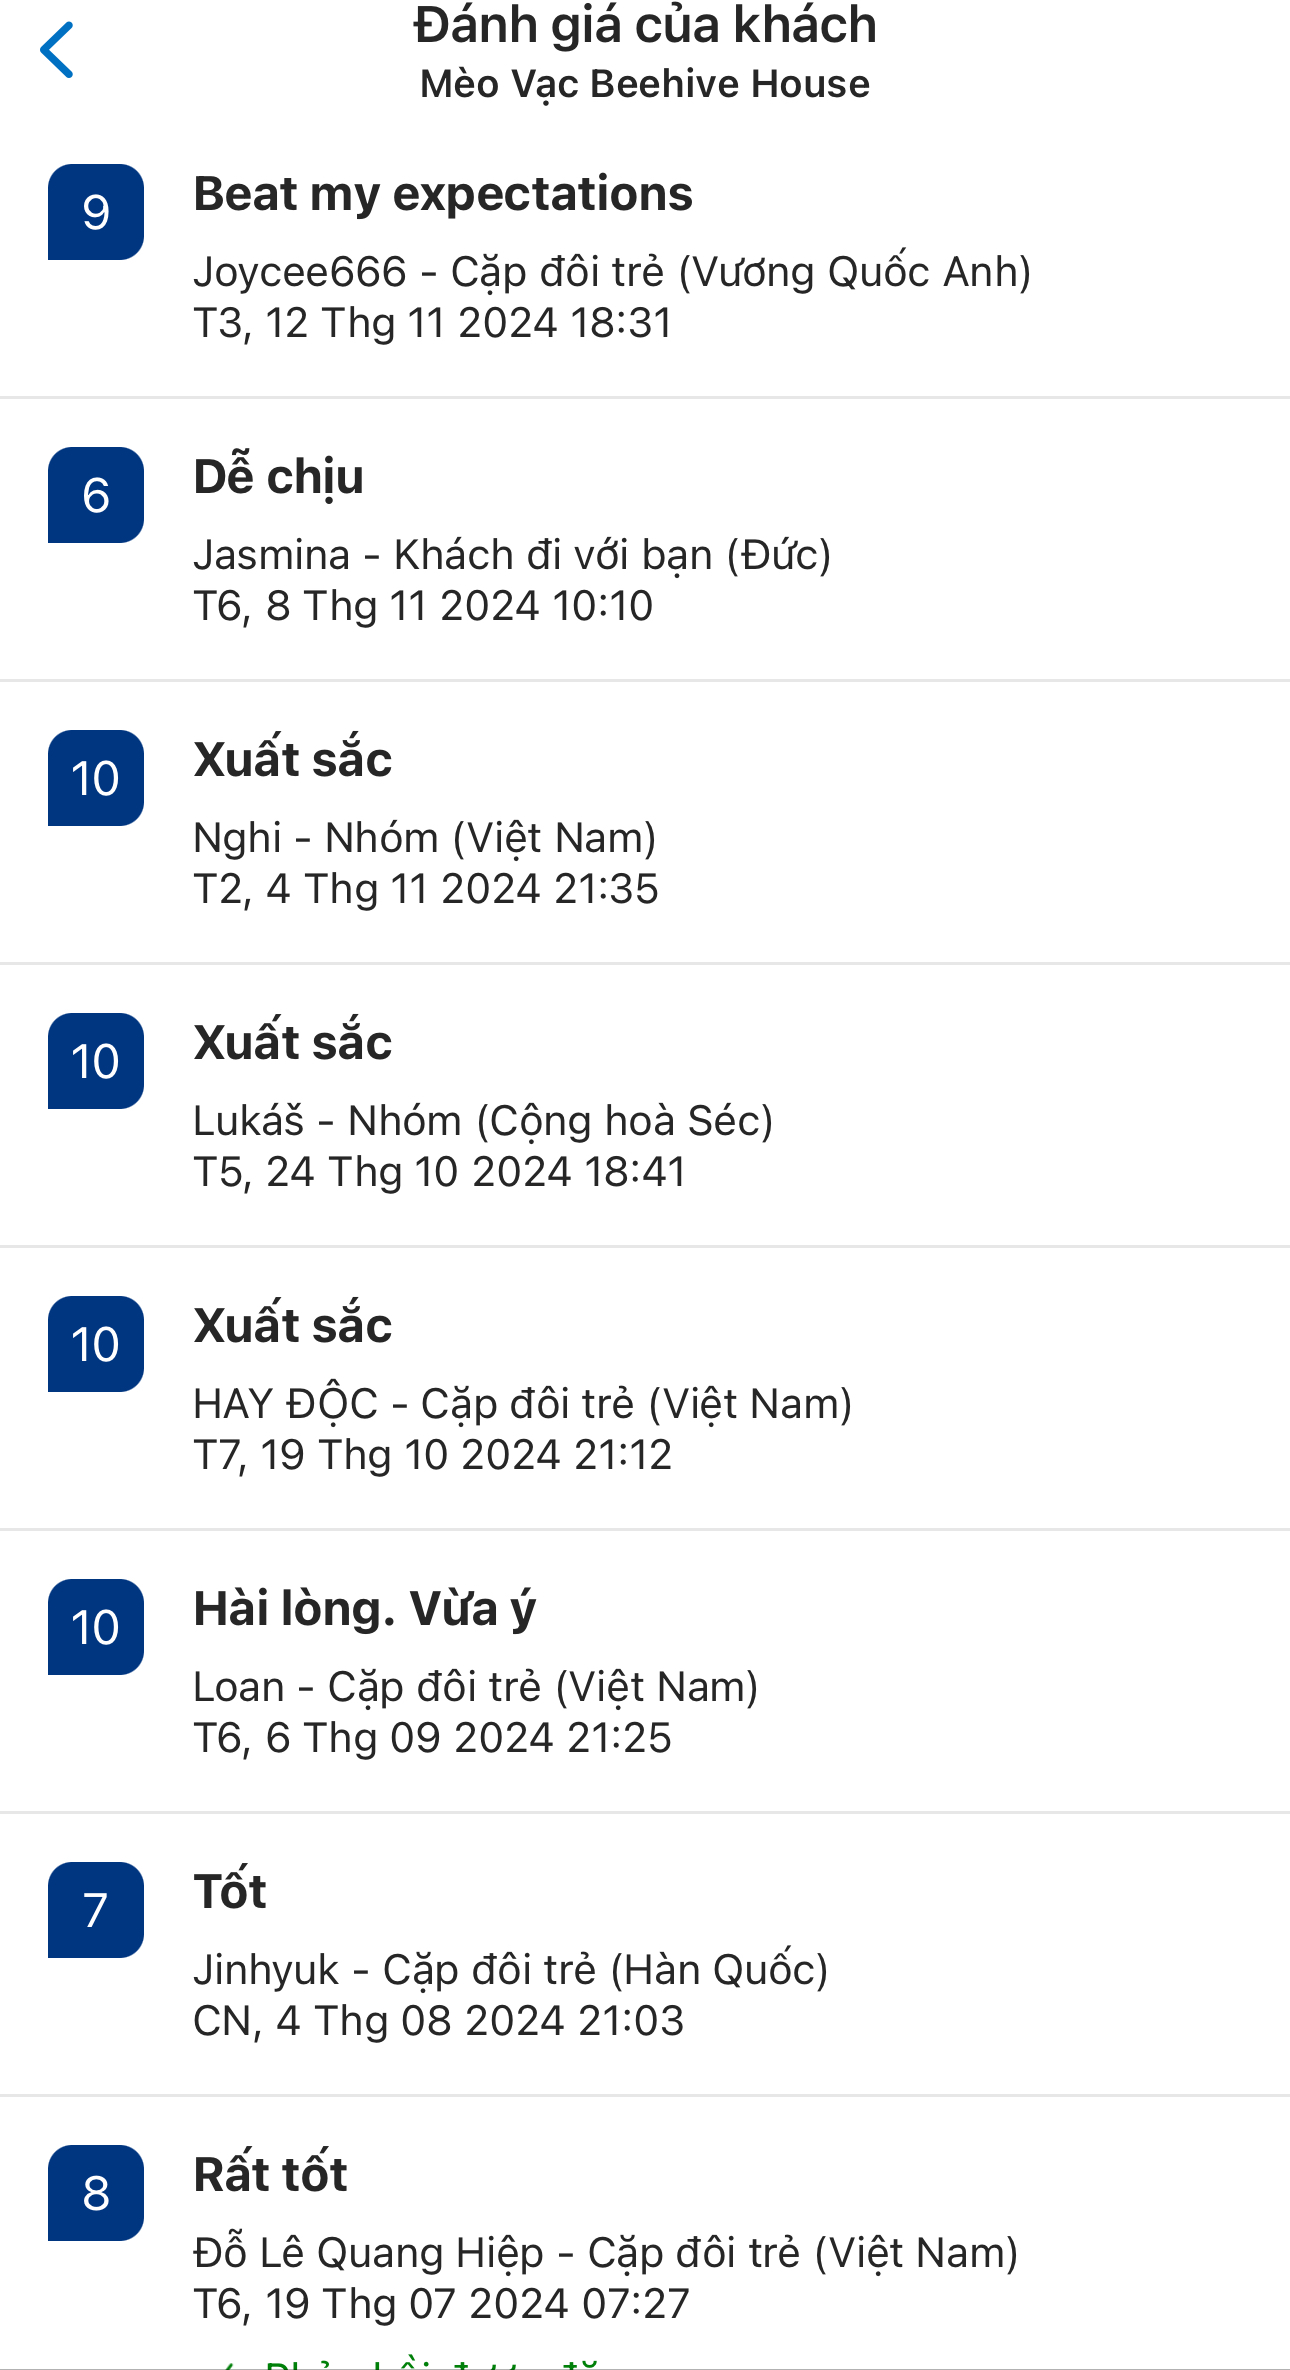 Đánh giá của khách
Mèo Vạc Beehive House
9
Beat my expectations
Joycee666 - Cặp đôi trẻ (Vương Quốc Anh)
T3, 12 Thg 11 2024 18:31
6
Dễ chịu
Jasmina - Khách đi với bạn (Đức)
T6, 8 Thg 11 2024 10:10
10
Xuất sắc
Nghi - Nhóm (Việt Nam)
T2, 4 Thg 11 2024 21:35
10
Xuất sắc
Lukáš - Nhóm (Cộng hoà Séc)
T5, 24 Thg 10 2024 18:41
10
Xuất sắc
HAY ĐỘC - Cặp đôi trẻ (Việt Nam)
T7, 19 Thg 10 2024 21:12
10
Hài lòng. Vừa ý
Loan - Cặp đôi trẻ (Việt Nam)
T6, 6 Thg 09 2024 21:25
7
Tốt
Jinhyuk - Cặp đôi trẻ (Hàn Quốc)
CN, 4 Thg 08 2024 21:03
8
Rất tốt
Đỗ Lê Quang Hiệp - Cặp đôi trẻ (Việt Nam)
T6, 19 Thg 07 2024 07:27